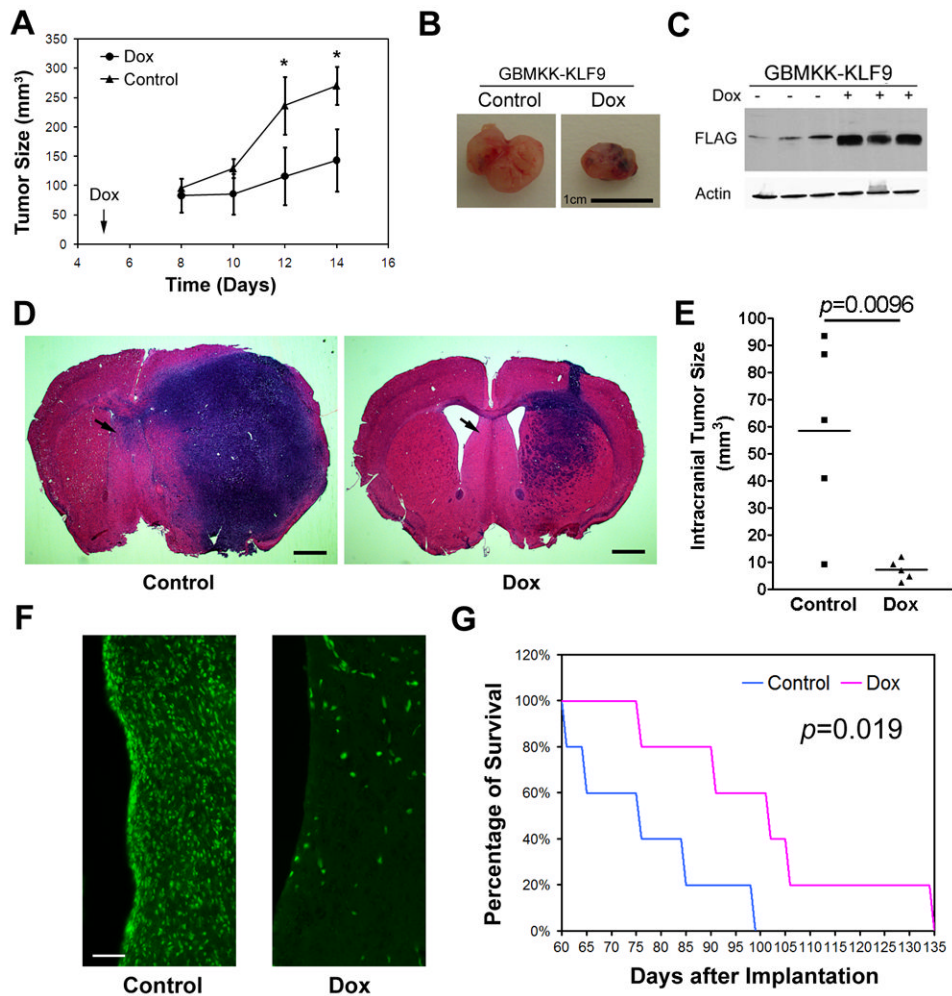 A
Tumor Size (mm³)
350
300
250
200
150
100
50
0
Dox
Control
*
*
Dox
4
6
8
10
12
14
16
Time (Days)
B
GBMKK-KLF9
Control
Dox
1cm
C
GBMKK-KLF9
Dox
- - - + + +
FLAG
Actin
D
Control
Dox
E
p=0.0096
Intracranial Tumor Size
(mm³)
100
90
80
70
60
50
40
30
20
10
0
Control
Dox
F
Control
Dox
G
Percentage of Survival
120%
100%
80%
60%
40%
20%
0%
Control
Dox
p=0.019
60 65 70 75 80 85 90 95 100 105 110 115 120 125 130 135
Days after Implantation